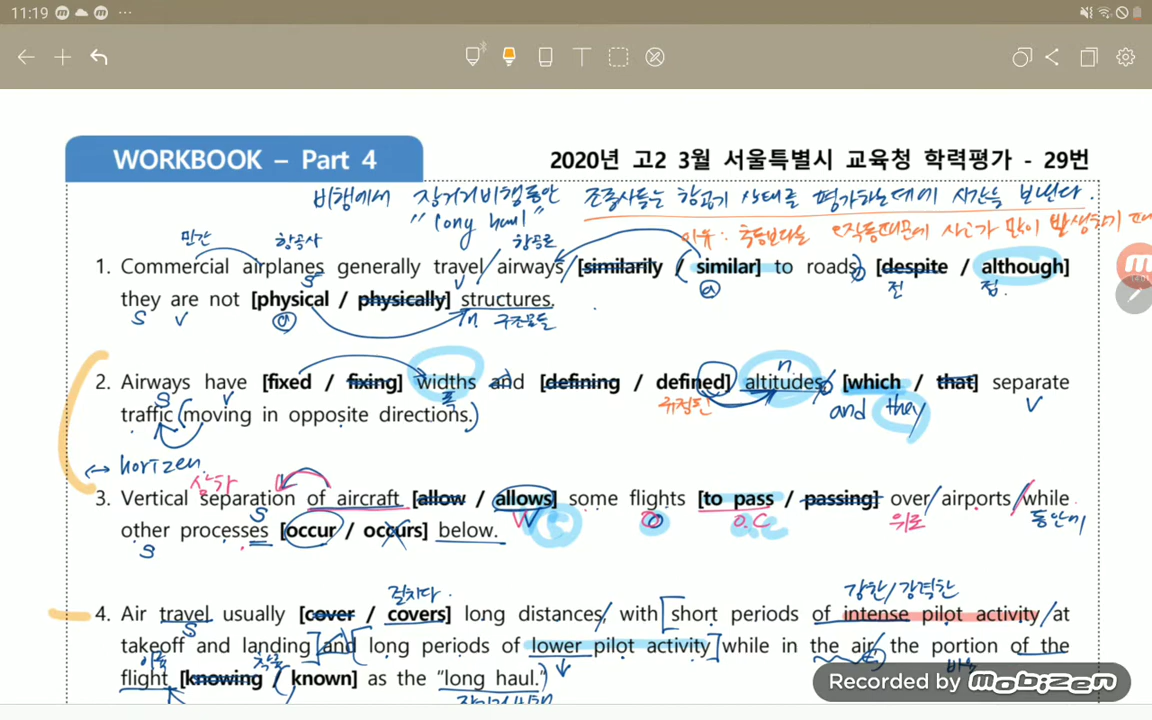 11:19
WORKBOOK – Part 4
2020년 고2 3월 서울특별시 교육청 학력평가 - 29번
비행에서 장거리비행동안 조종사들은 항공기 상태를 평가하는데에 시간을 보낸다.
"long haul"
민간 항공사 항공로
1. Commercial airplanes generally travel airways [similarily / similar] to roads, [despite / although]
ⓐ 전 접.
they are not [physical / physically] structures.
S V ⓐ n. 구조물들
n.
2. Airways have [fixed / fixing] widths and [defining / defined] altitudes, [which / that] separate
S V 폭 규정된 and they V
traffic (moving in opposite directions.)
↔ horizen
3. Vertical separation of aircraft [allow / allows] some flights [to pass / passing] over/ airports / while
S V O O.C 위로 동안에
other processes [occur / occurs] below.
S
걸치다. 강한/강력한
4. Air travel usually [cover / covers] long distances, with [short periods of intense pilot activity / at
S
takeoff and landing] and [long periods of lower pilot activity] while in the air, the portion of the
flight [knowing / known] as the "long haul.")
장거리 비행
Recorded by mobizen